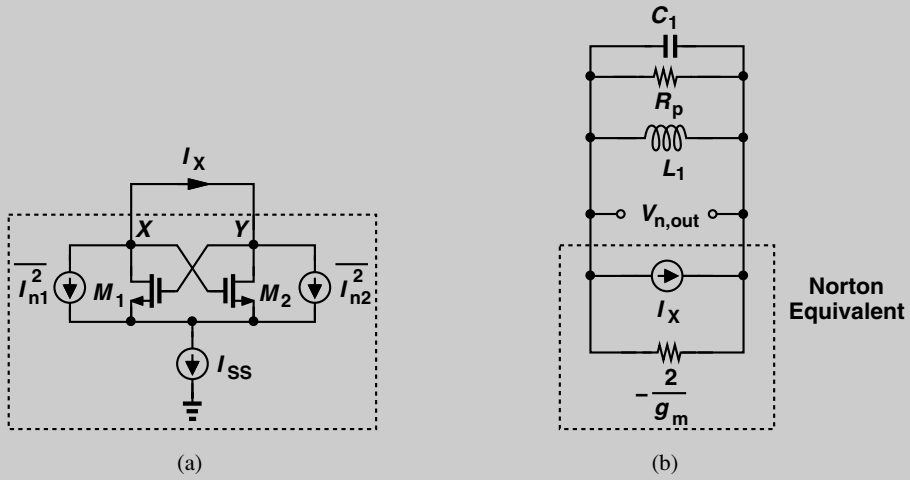 I_X
X
Y
I_n1^2
M_1
M_2
I_n2^2
I_SS
(a)
C_1
R_p
L_1
V_n,out
I_X
Norton
Equivalent
-2/g_m
(b)